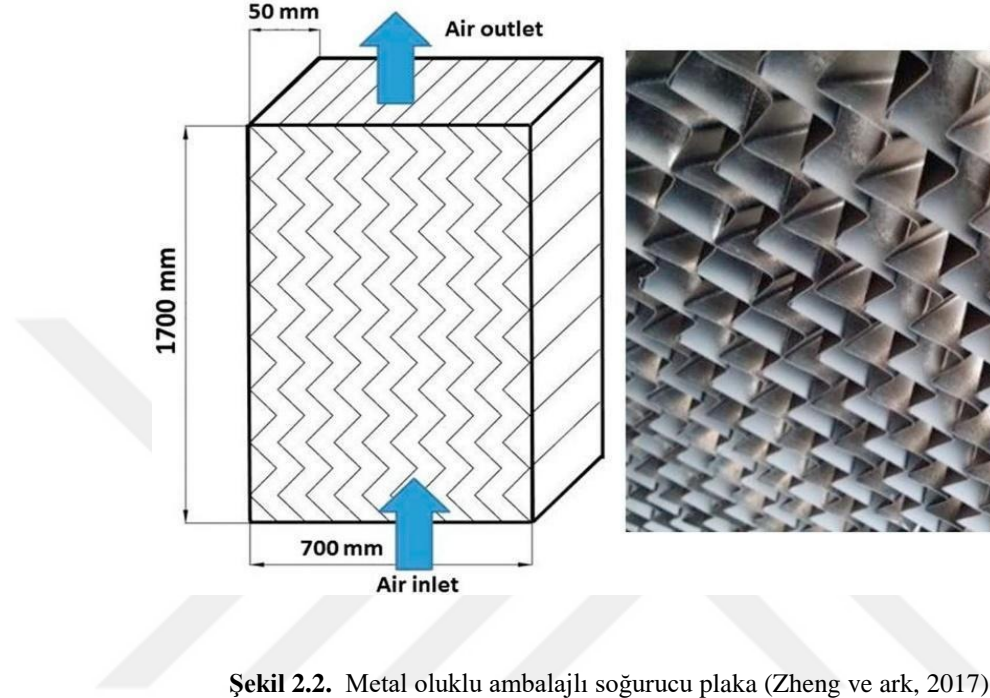 50 mm
Air outlet
1700 mm
700 mm
Air inlet
Şekil 2.2. Metal oluklu ambalajlı soğurucu plaka (Zheng ve ark, 2017)